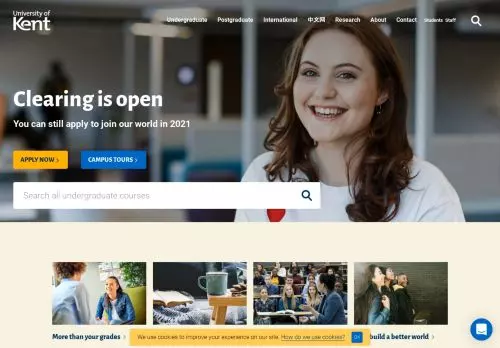 University of
Kent
Undergraduate Postgraduate International 中文网 Research About Contact Students Staff
Clearing is open
You can still apply to join our world in 2021
APPLY NOW
CAMPUS TOURS
Search all undergraduate courses
More than your grades
build a better world
We use cookies to improve your experience on our site. How do we use cookies? OK